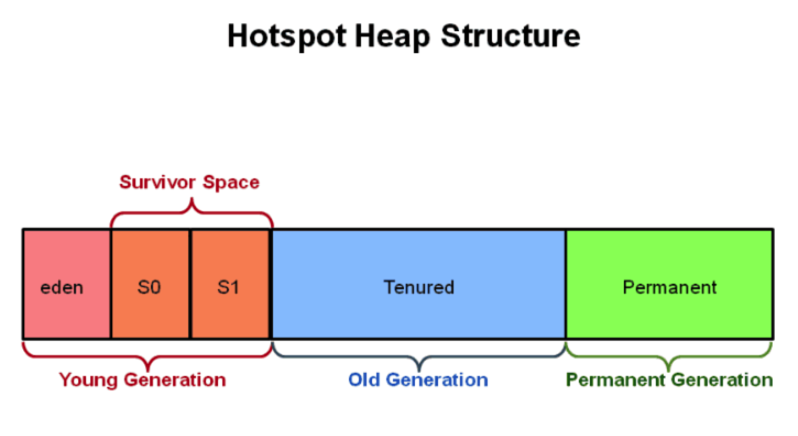 Hotspot Heap Structure
Survivor Space
eden S0 S1 Tenured Permanent
Young Generation Old Generation Permanent Generation